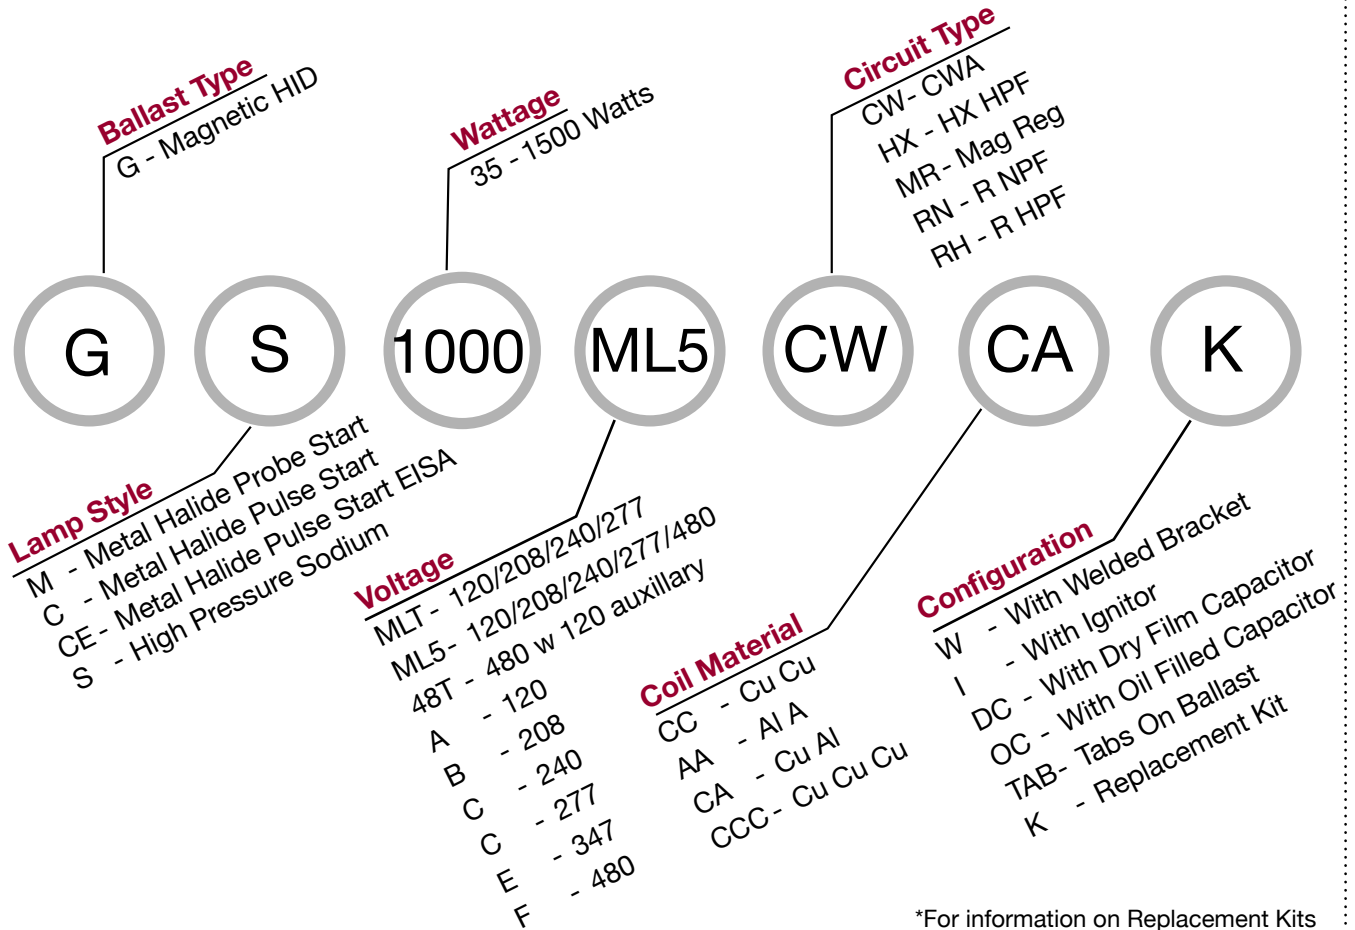 Ballast Type
G - Magnetic HID
Wattage
35 - 1500 Watts
Circuit Type
CW- CWA
HX - HX HPF
MR- Mag Reg
RN - R NPF
RH - R HPF
G
S
1000
ML5
CW
CA
K
Lamp Style
M - Metal Halide Probe Start
C - Metal Halide Pulse Start
CE- Metal Halide Pulse Start EISA
S - High Pressure Sodium
Voltage
MLT - 120/208/240/277
ML5- 120/208/240/277/480
48T - 480 w 120 auxillary
A - 120
B - 208
C - 240
C - 277
E - 347
F - 480
Coil Material
CC - Cu Cu
AA - Al A
CA - Cu Al
CCC - Cu Cu Cu
Configuration
W - With Welded Bracket
I - With Ignitor
DC - With Dry Film Capacitor
OC - With Oil Filled Capacitor
TAB- Tabs On Ballast
K - Replacement Kit
*For information on Replacement Kits